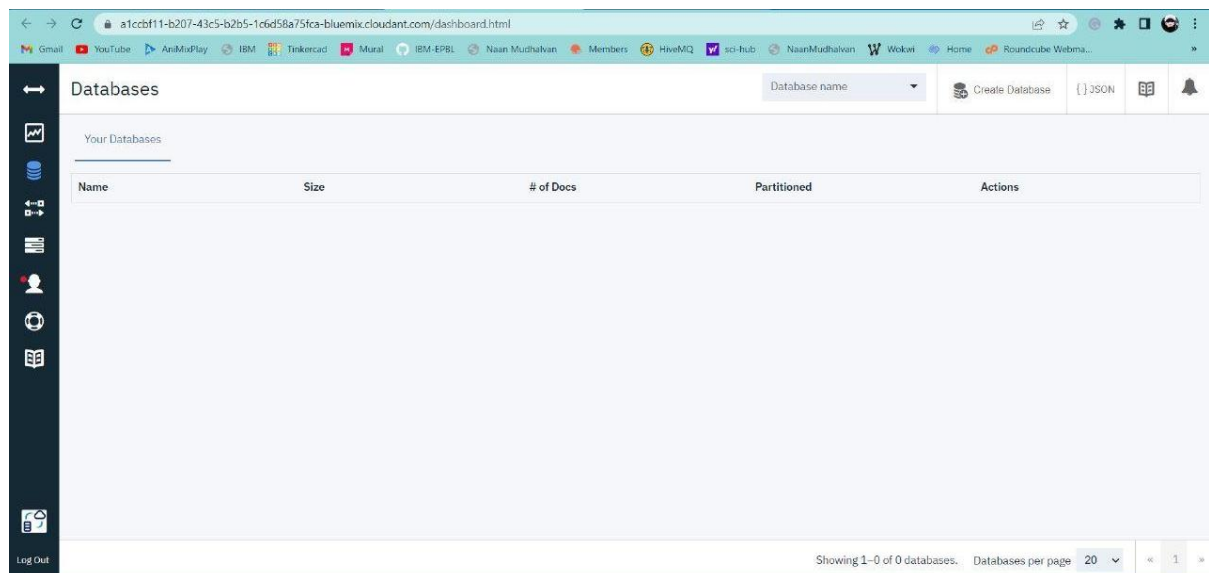 a1ccbf11-b207-43c5-b2b5-1c6d58a75fca-bluemix.cloudant.com/dashboard.html
Gmail YouTube AniMixPlay IBM Tinkercad Mural IBM-EPBL Naan Mudhalvan Members HiveMQ sci-hub NaanMudhalvan Wokwi Home Roundcube Webma... »
Databases Database name Create Database { } JSON
Your Databases
Name Size # of Docs Partitioned Actions
Log Out Showing 1–0 of 0 databases. Databases per page 20 « 1 »